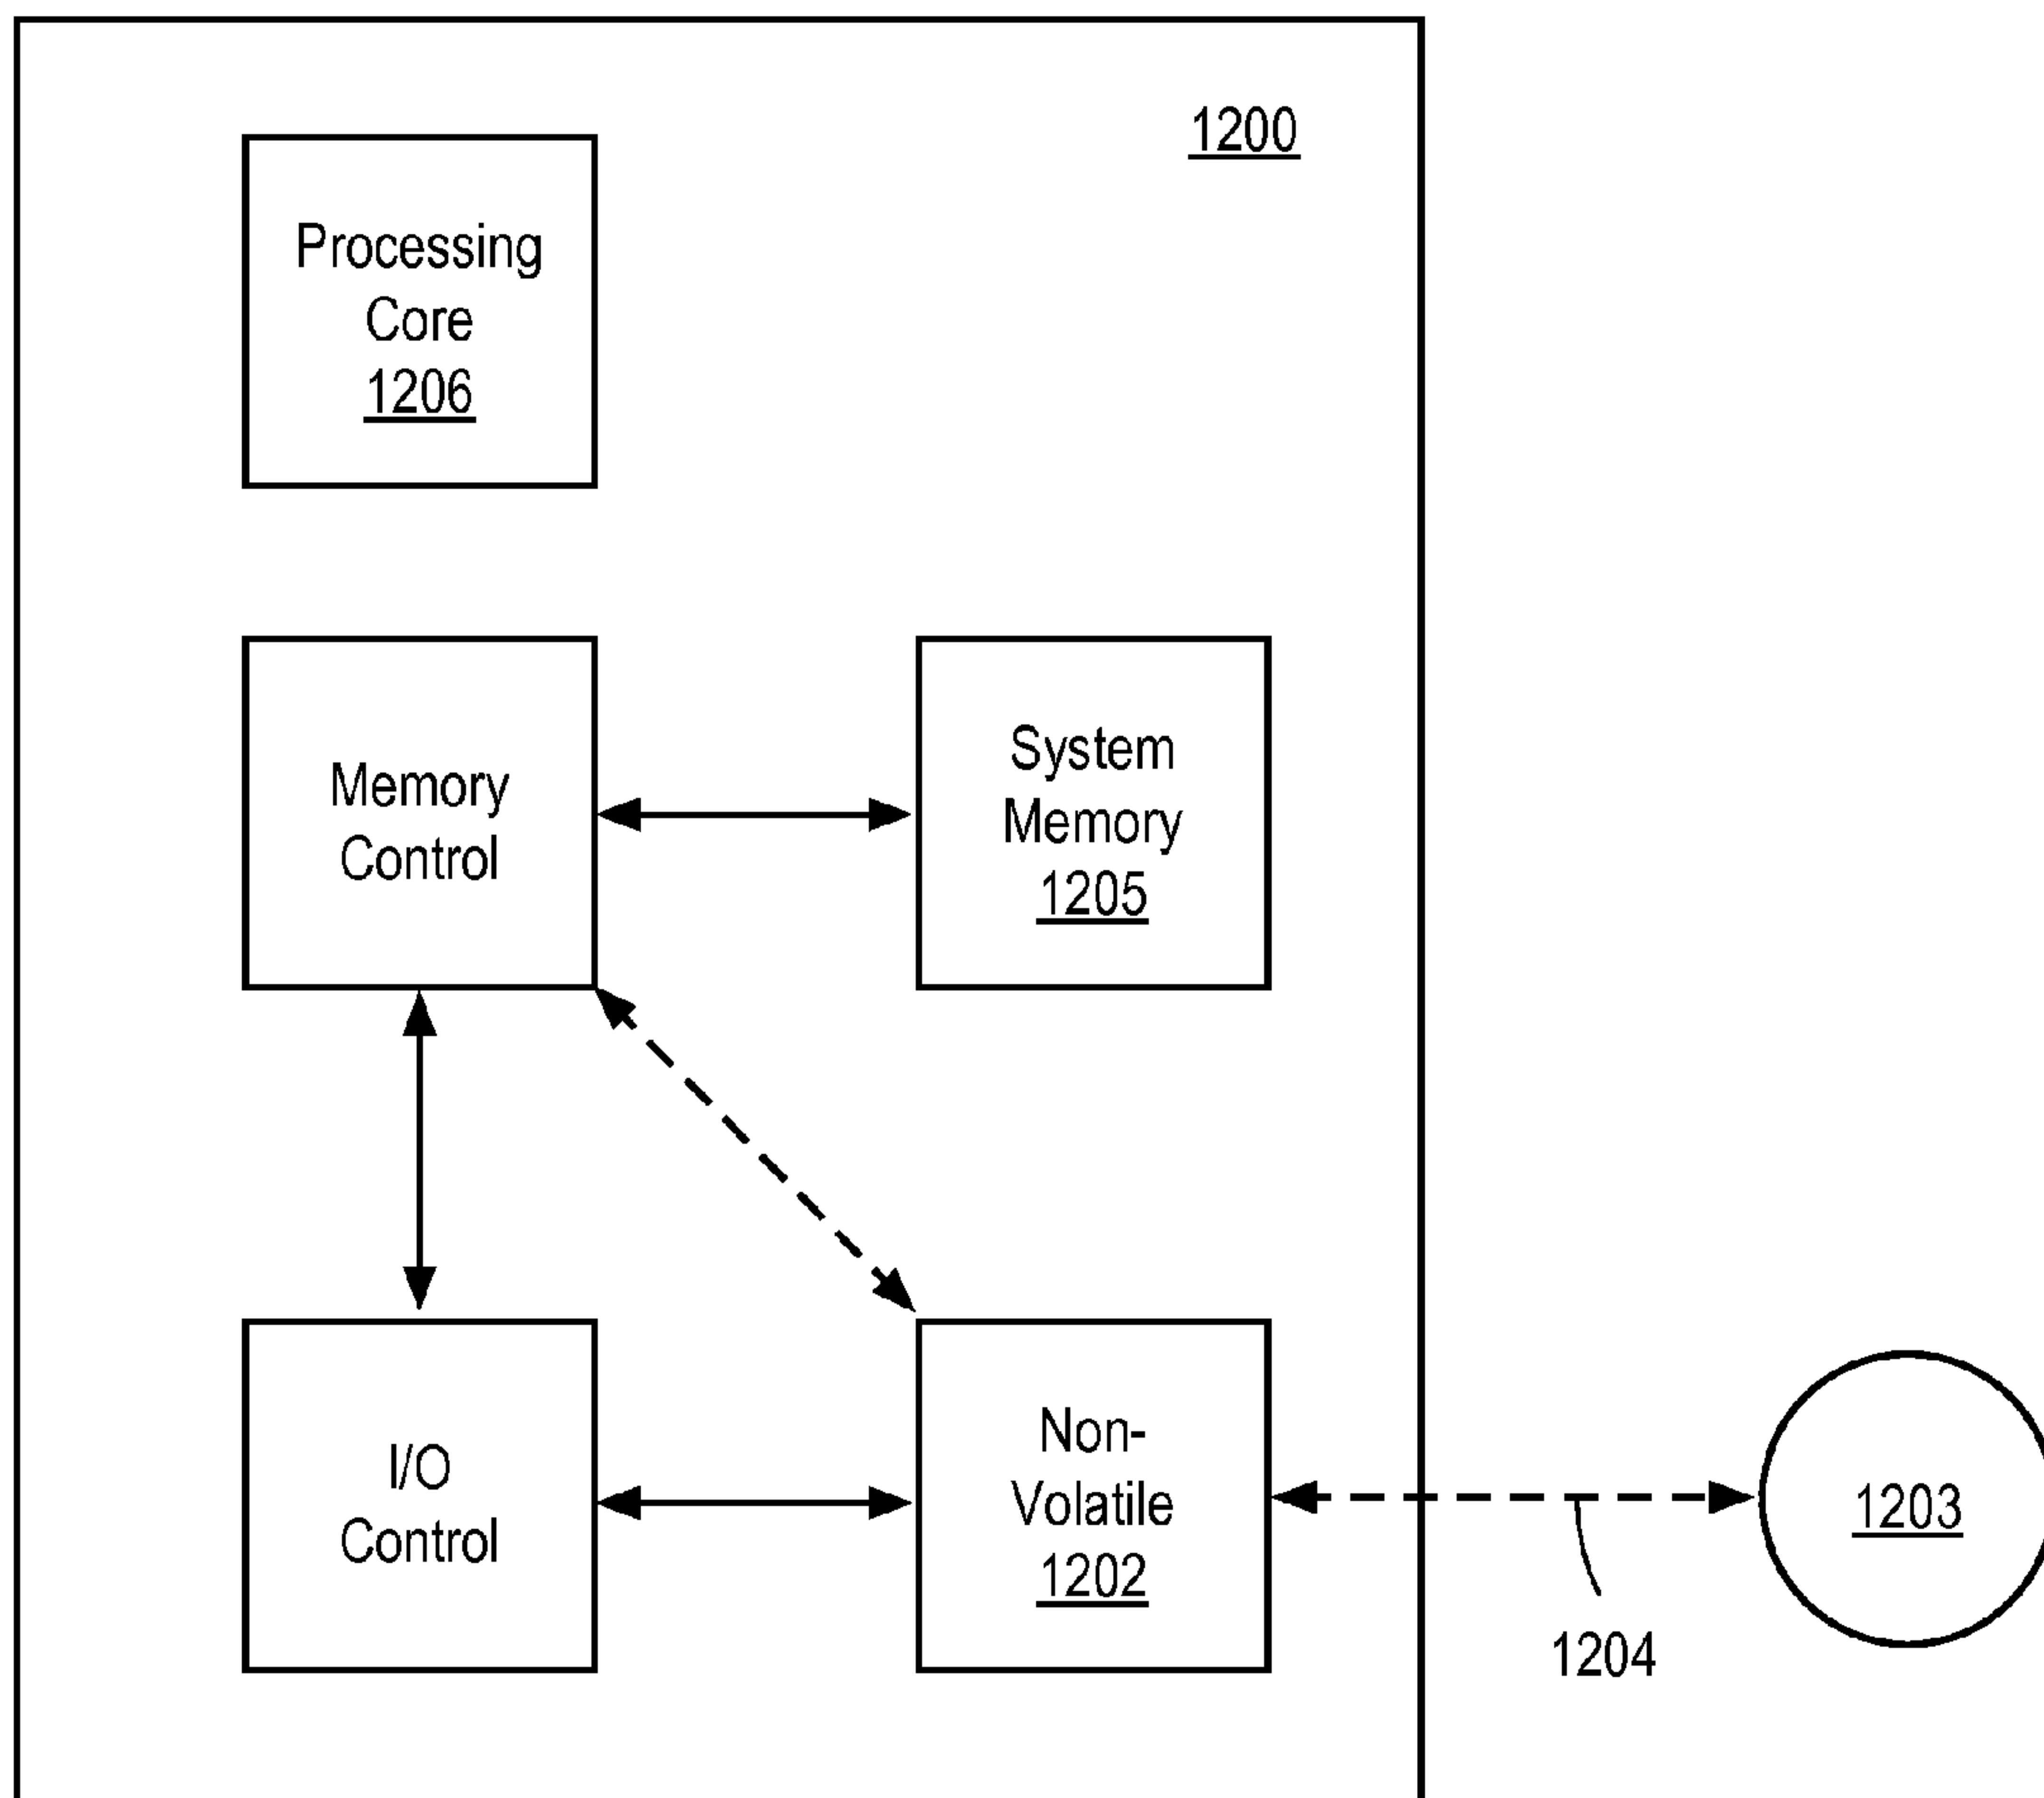 1200
Processing
Core
1206
Memory
Control
System
Memory
1205
I/O
Control
Non-
Volatile
1202
1203
1204